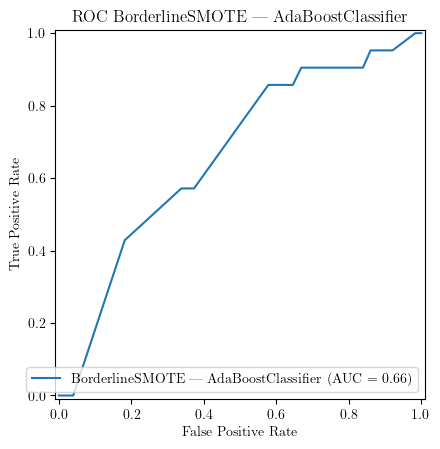 ROC BorderlineSMOTE — AdaBoostClassifier
True Positive Rate
1.0
0.8
0.6
0.4
0.2
0.0
BorderlineSMOTE — AdaBoostClassifier (AUC = 0.66)
0.0 0.2 0.4 0.6 0.8 1.0
False Positive Rate